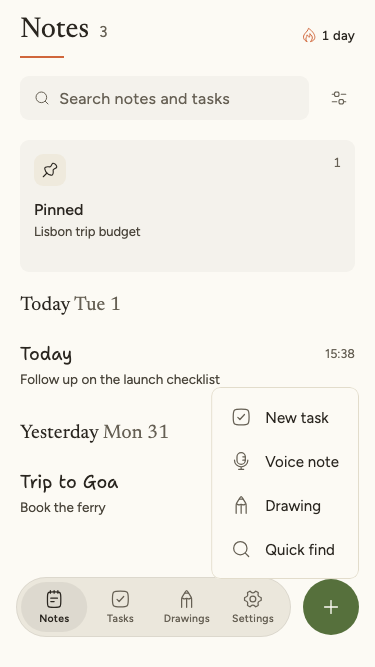 Notes 3
1 day
Search notes and tasks
1
Pinned
Lisbon trip budget
Today Tue 1
Today 15:38
Follow up on the launch checklist
Yesterday Mon 31
Trip to Goa
Book the ferry
New task
Voice note
Drawing
Quick find
Notes Tasks Drawings Settings